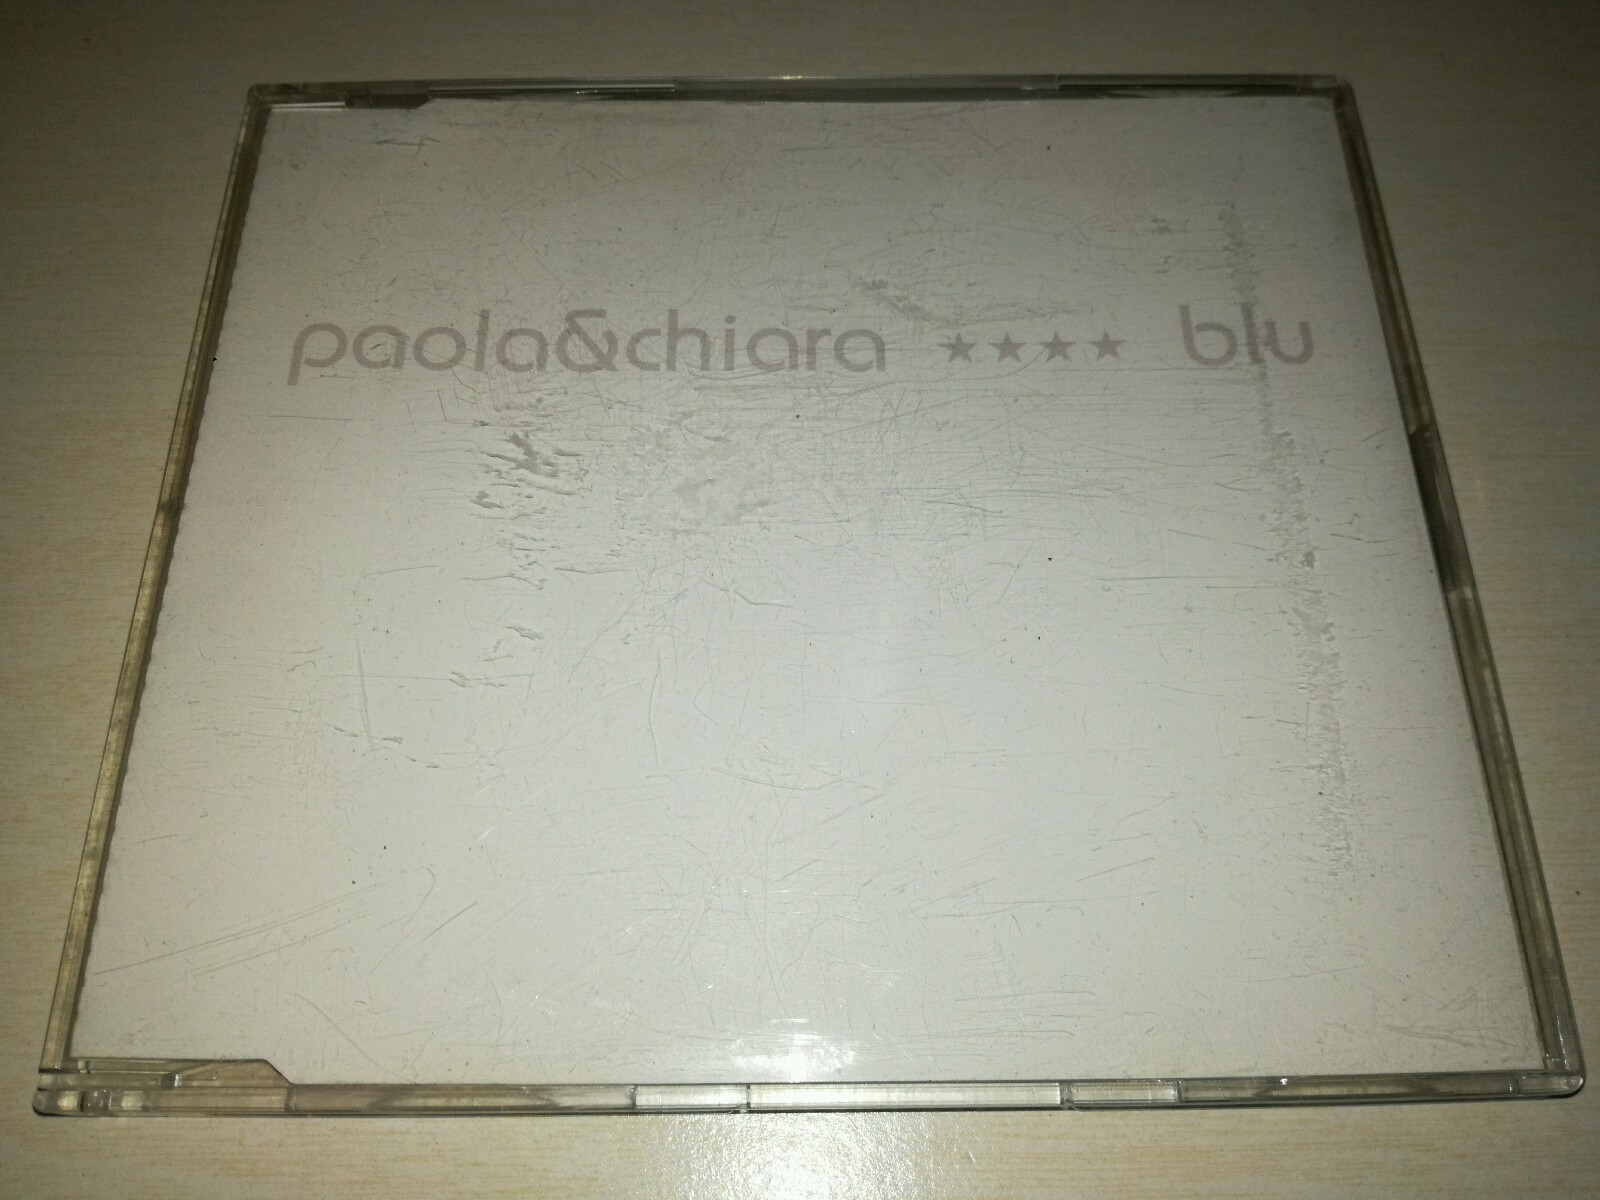 paola&chiara ★★★★ blu